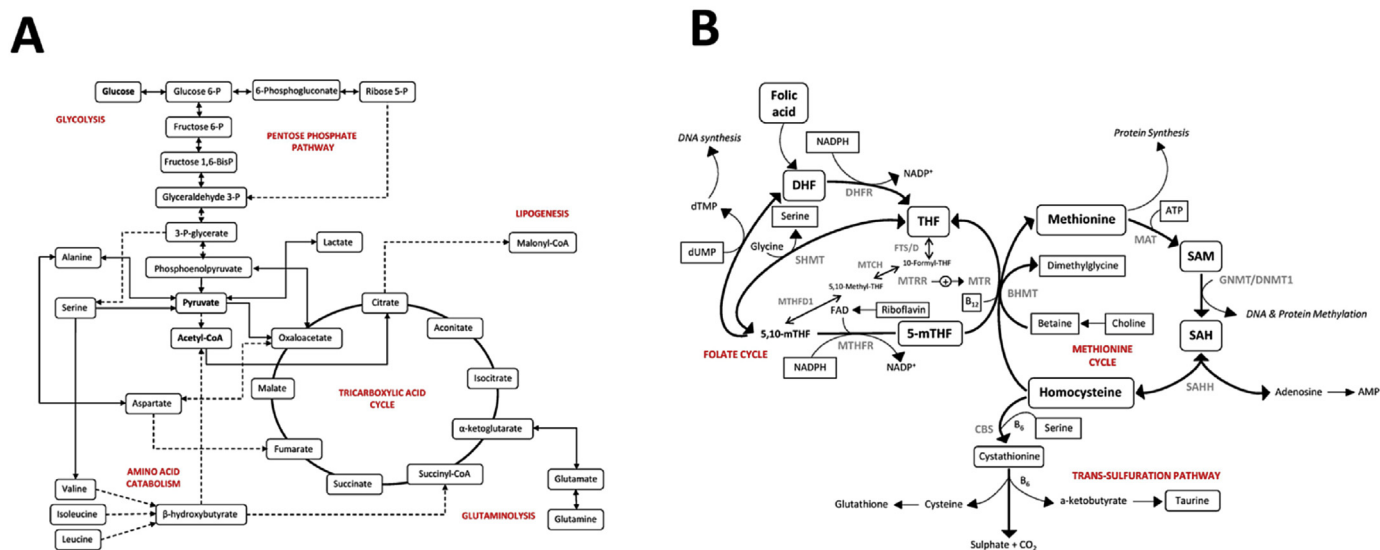 A
Glucose
Glucose 6-P
6-Phosphogluconate
Ribose 5-P
GLYCOLYSIS
Fructose 6-P
PENTOSE PHOSPHATE
PATHWAY
Fructose 1,6-BisP
Glyceraldehyde 3-P
LIPOGENESIS
3-P-glycerate
Lactate
Malonyl-CoA
Alanine
Phosphoenolpyruvate
Serine
Pyruvate
Citrate
Aconitate
Acetyl-CoA
Oxaloacetate
Isocitrate
Malate
TRICARBOXYLIC ACID
CYCLE
Aspartate
α-ketoglutarate
Fumarate
AMINO ACID
CATABOLISM
Succinyl-CoA
Succinate
Glutamate
Valine
Isoleucine
β-hydroxybutyrate
GLUTAMINOLYSIS
Glutamine
Leucine
B
Folic
acid
DNA synthesis
NADPH
Protein Synthesis
DHF
NADP⁺
DHFR
dTMP
Serine
THF
Methionine
ATP
MAT
dUMP
Glycine
SHMT
FTS/D
MTCH
10-Formyl-THF
SAM
Dimethylglycine
MTRR
+
MTR
5,10-Methyl-THF
GNMT/DNMT1
MTHFD1
B₁₂
BHMT
FAD
Riboflavin
DNA & Protein Methylation
Betaine
Choline
5,10-mTHF
5-mTHF
SAH
MTHFR
FOLATE CYCLE
METHIONINE
CYCLE
NADPH
NADP⁺
SAHH
Homocysteine
Adenosine
AMP
CBS
B₆
Serine
Cystathionine
TRANS-SULFURATION PATHWAY
B₆
Glutathione
Cysteine
a-ketobutyrate
Taurine
Sulphate + CO₂